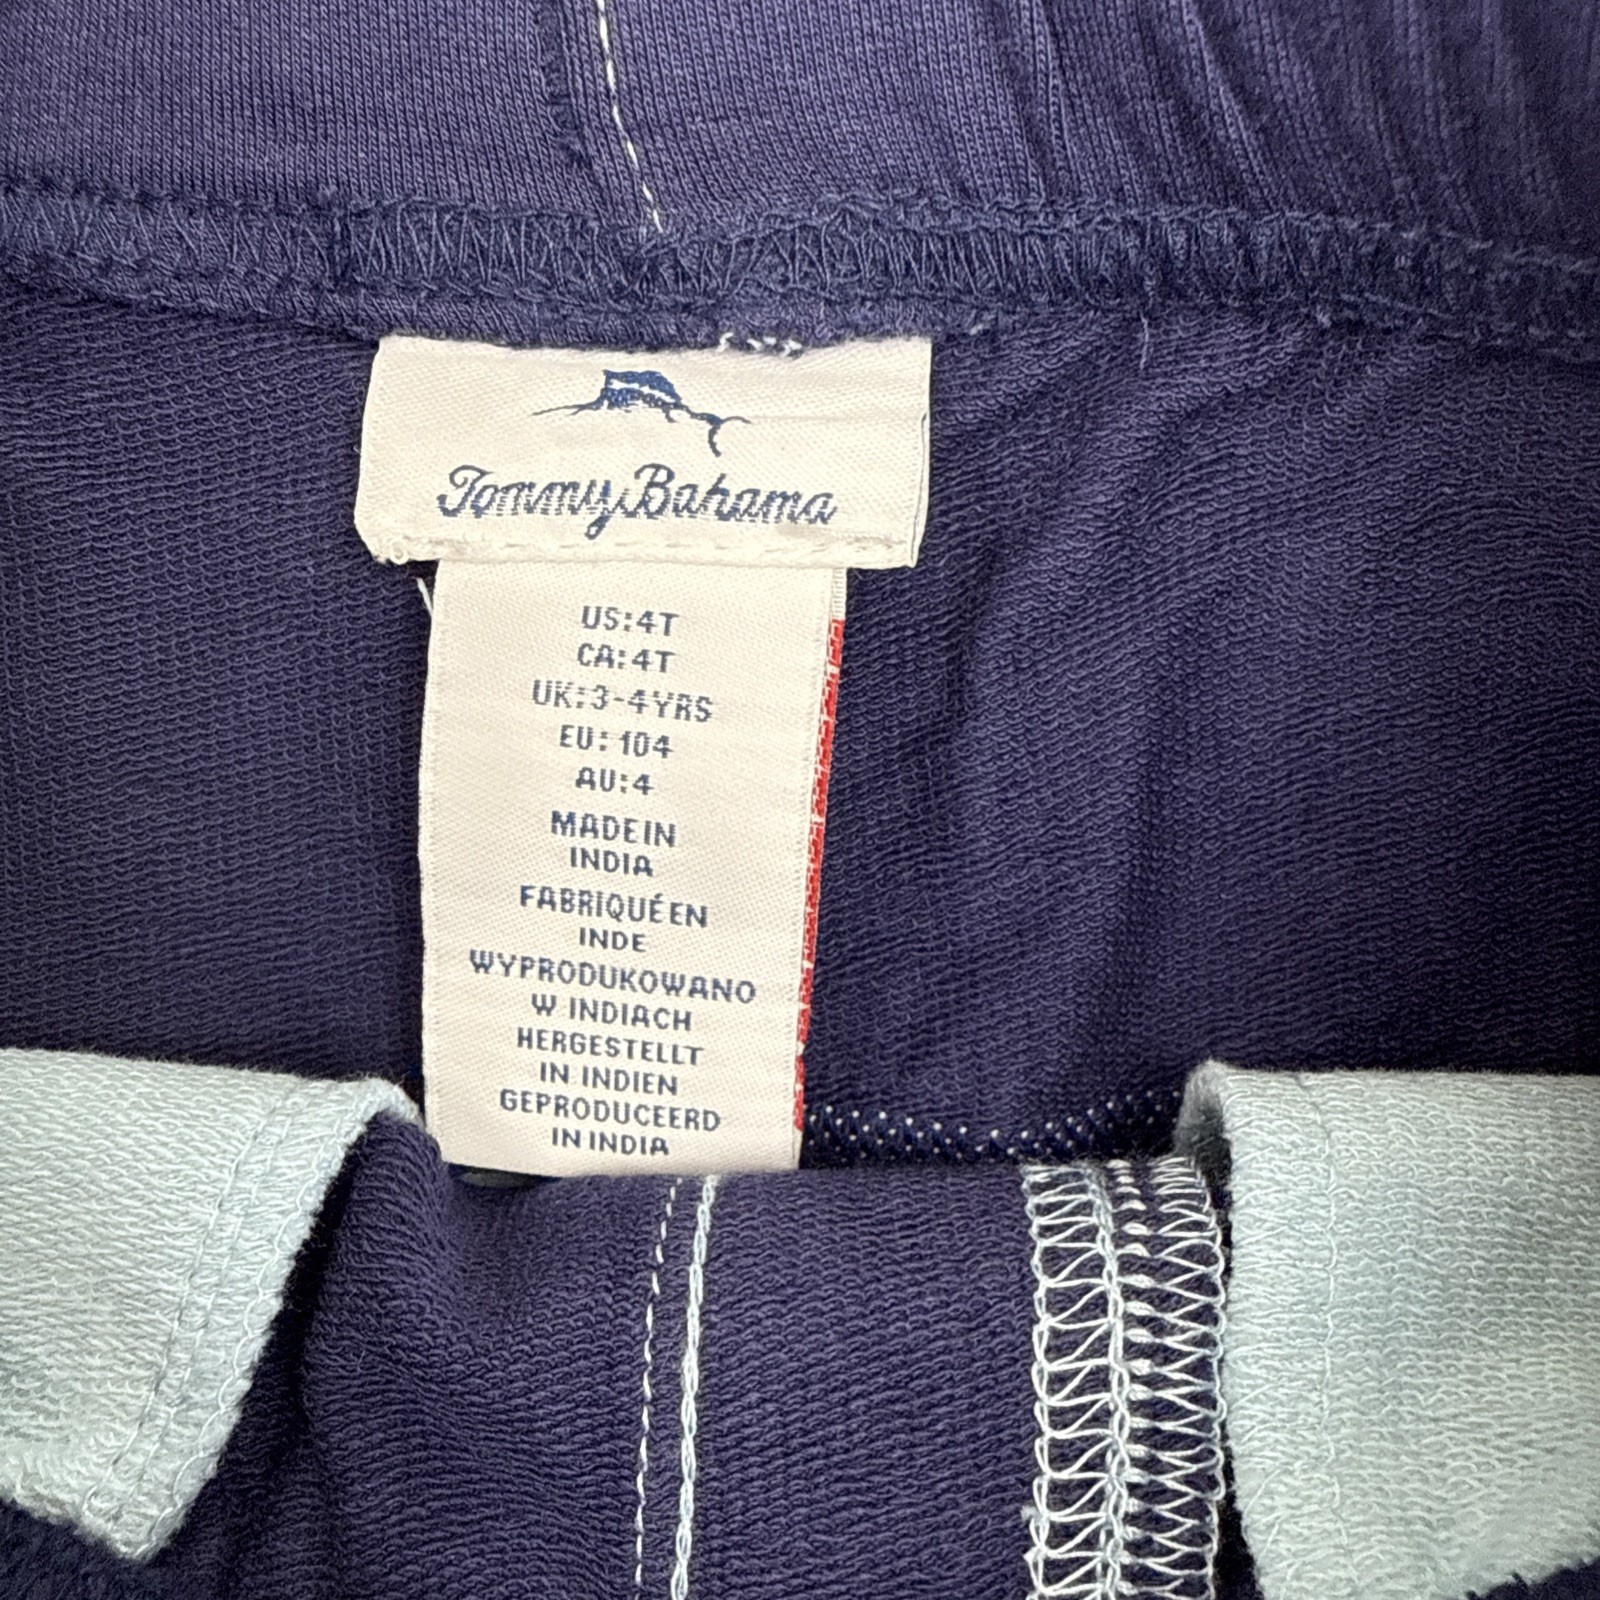 Tommy Bahama
US:4T
CA:4T
UK:3-4YRS
EU:104
AU:4
MADE IN
INDIA
FABRIQUÉ EN
INDE
WYPRODUKOWANO
W INDIACH
HERGESTELLT
IN INDIEN
GEPRODUCEERD
IN INDIA